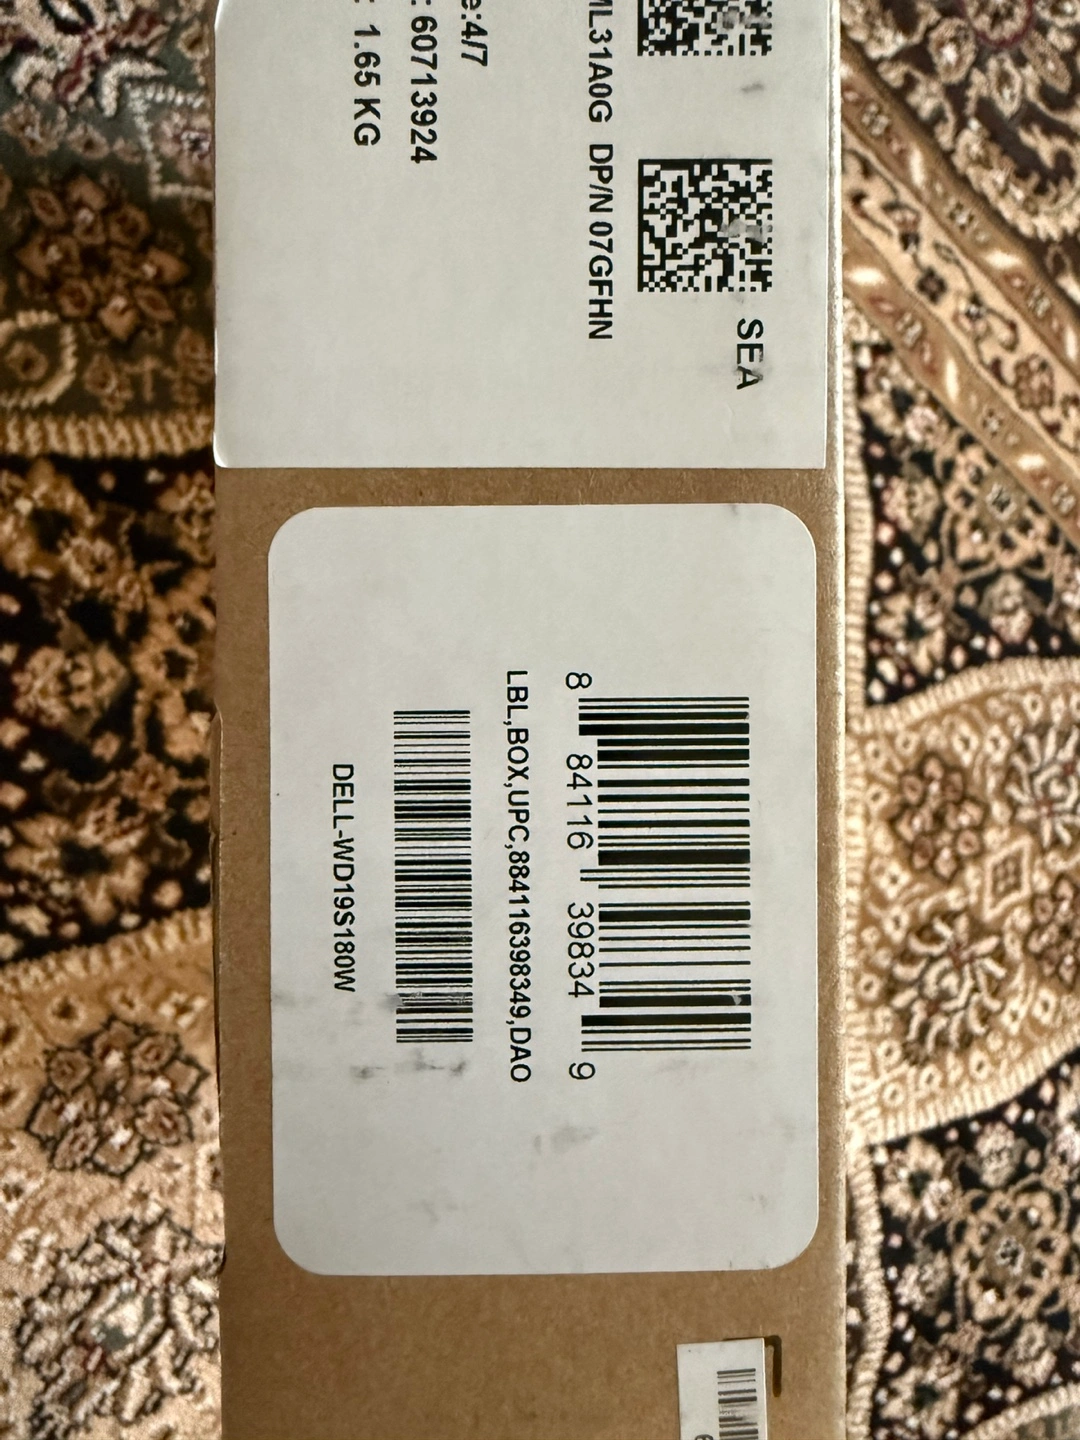 SEA
ML31A0G DP/N 07GFHN
e:4/7
: 60713924
: 1.65 KG
8 84116 39834 9
LBL,BOX,UPC,884116398349,DAO
DELL-WD19S180W